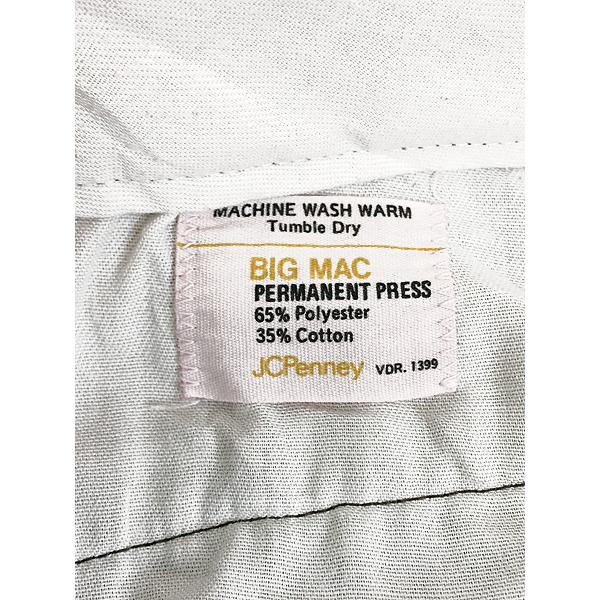 MACHINE WASH WARM
Tumble Dry
BIG MAC
PERMANENT PRESS
65% Polyester
35% Cotton
JCPenney VDR. 1399